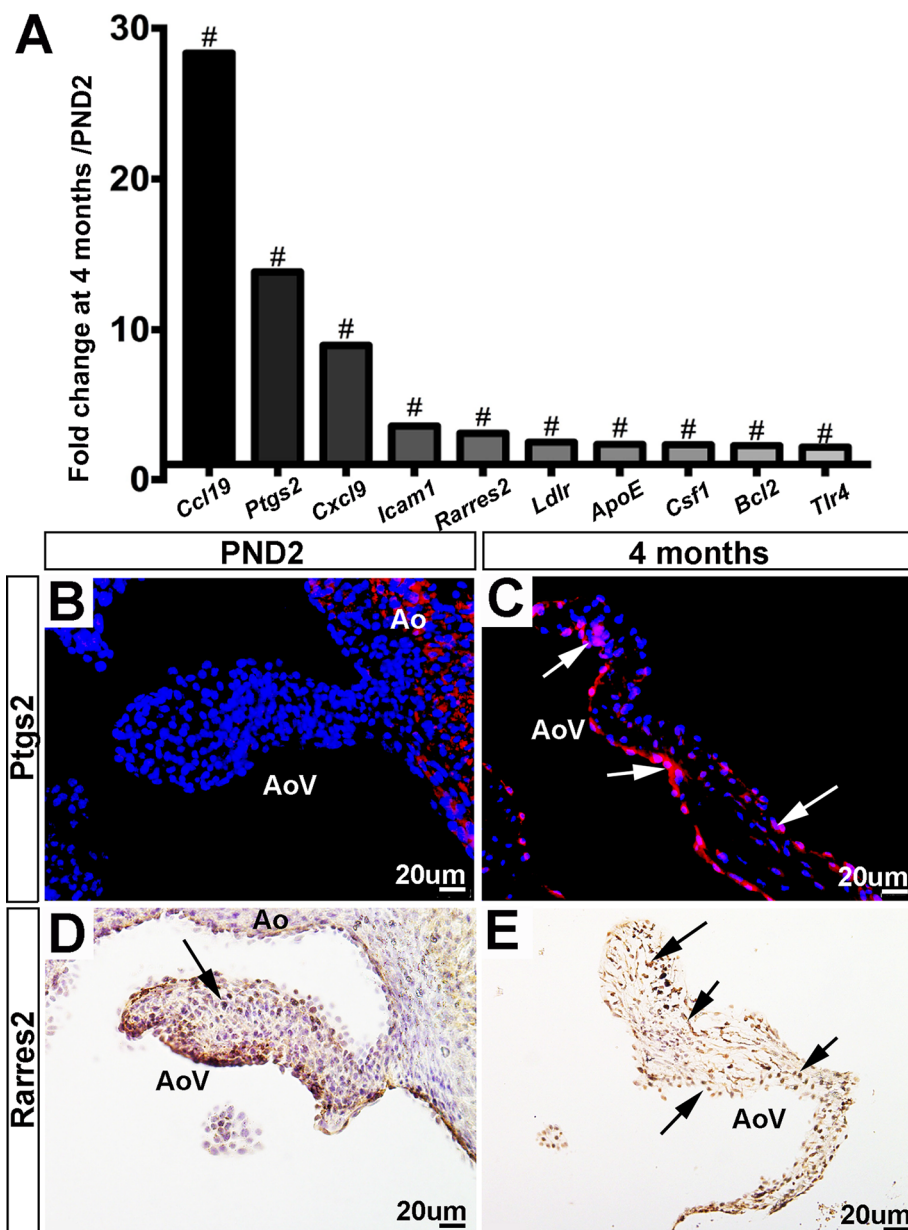 A
Fold change at 4 months /PND2
30
20
10
0
#
#
#
#
#
#
#
#
#
#
Ccl19
Ptgs2
Cxcl9
Icam1
Rarres2
Ldlr
ApoE
Csf1
Bcl2
Tlr4
PND2
4 months
Ptgs2
B
Ao
AoV
20um
C
AoV
20um
Rarres2
D
Ao
AoV
20um
E
AoV
20um